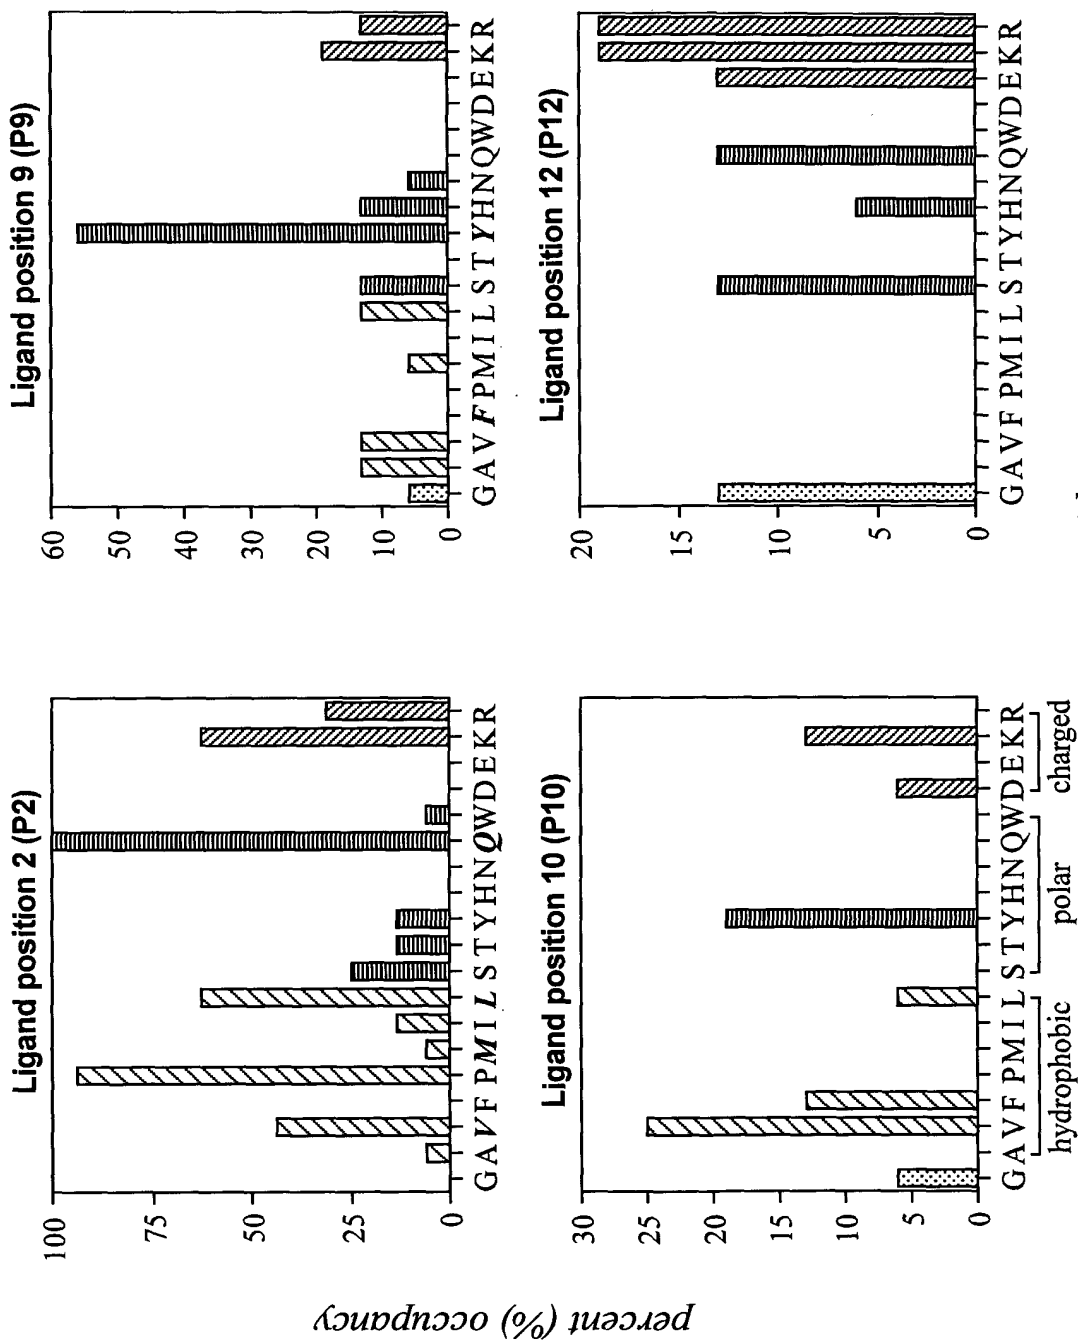 Ligand position 2 (P2)
100
75
50
25
0
G A V F P M I L S T Y H N Q W D E K R
Ligand position 9 (P9)
60
50
40
30
20
10
0
G A V F P M I L S T Y H N Q W D E K R
Ligand position 10 (P10)
30
25
20
15
10
5
0
G A V F P M I L S T Y H N Q W D E K R
hydrophobic
polar
charged
Ligand position 12 (P12)
20
15
10
5
0
G A V F P M I L S T Y H N Q W D E K R
percent (%) occupancy